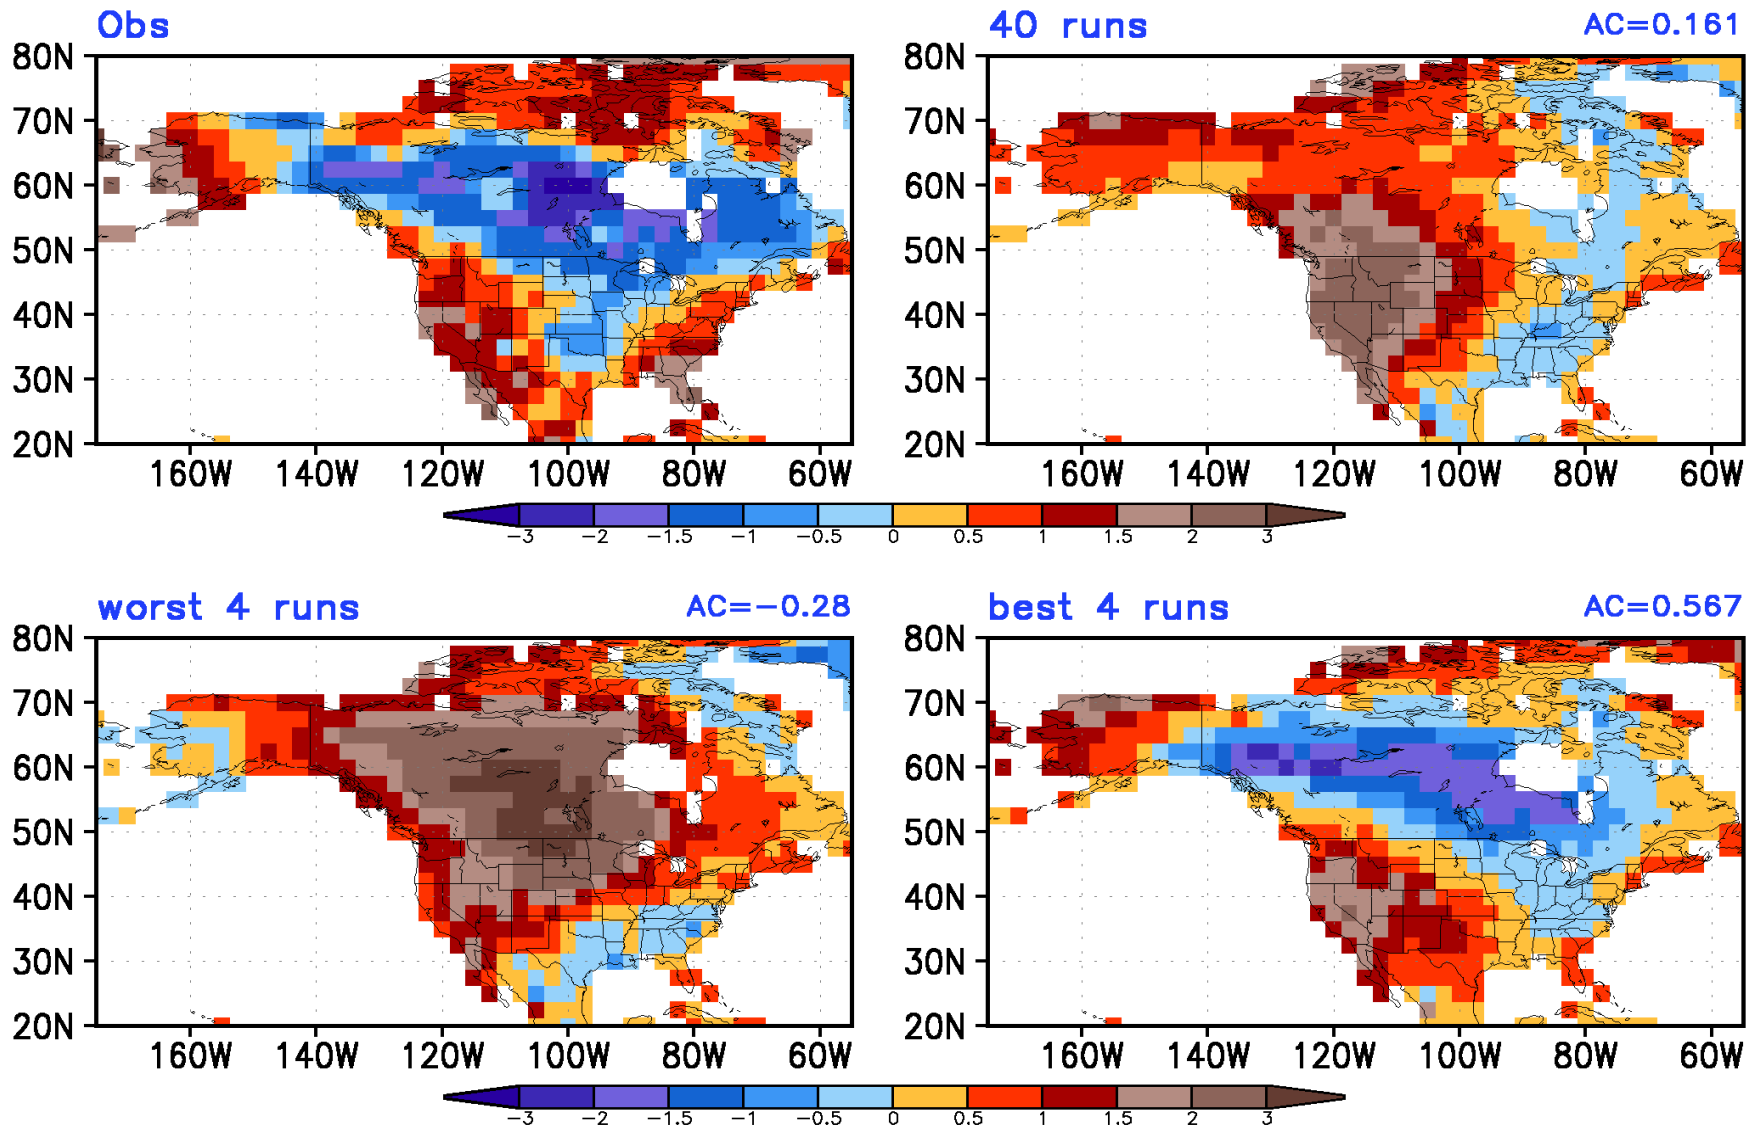 Obs
40 runs AC=0.161
80N 80N
70N 70N
60N 60N
50N 50N
40N 40N
30N 30N
20N 20N
160W 140W 120W 100W 80W 60W 160W 140W 120W 100W 80W 60W
-3 -2 -1.5 -1 -0.5 0 0.5 1 1.5 2 3
worst 4 runs AC=-0.28
best 4 runs AC=0.567
80N 80N
70N 70N
60N 60N
50N 50N
40N 40N
30N 30N
20N 20N
160W 140W 120W 100W 80W 60W 160W 140W 120W 100W 80W 60W
-3 -2 -1.5 -1 -0.5 0 0.5 1 1.5 2 3